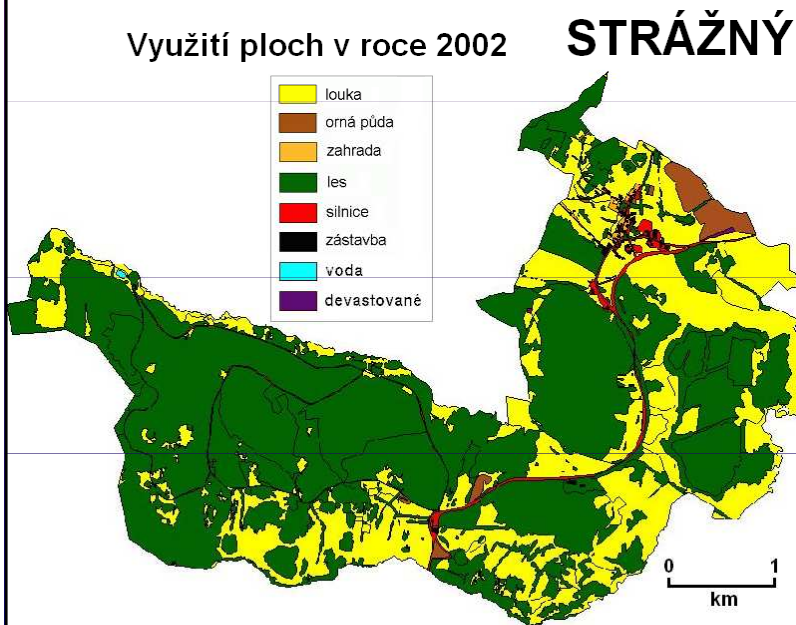 Využití ploch v roce 2002 STRÁŽNÝ
louka
orná půda
zahrada
les
silnice
zástavba
voda
devastované
0 1
km